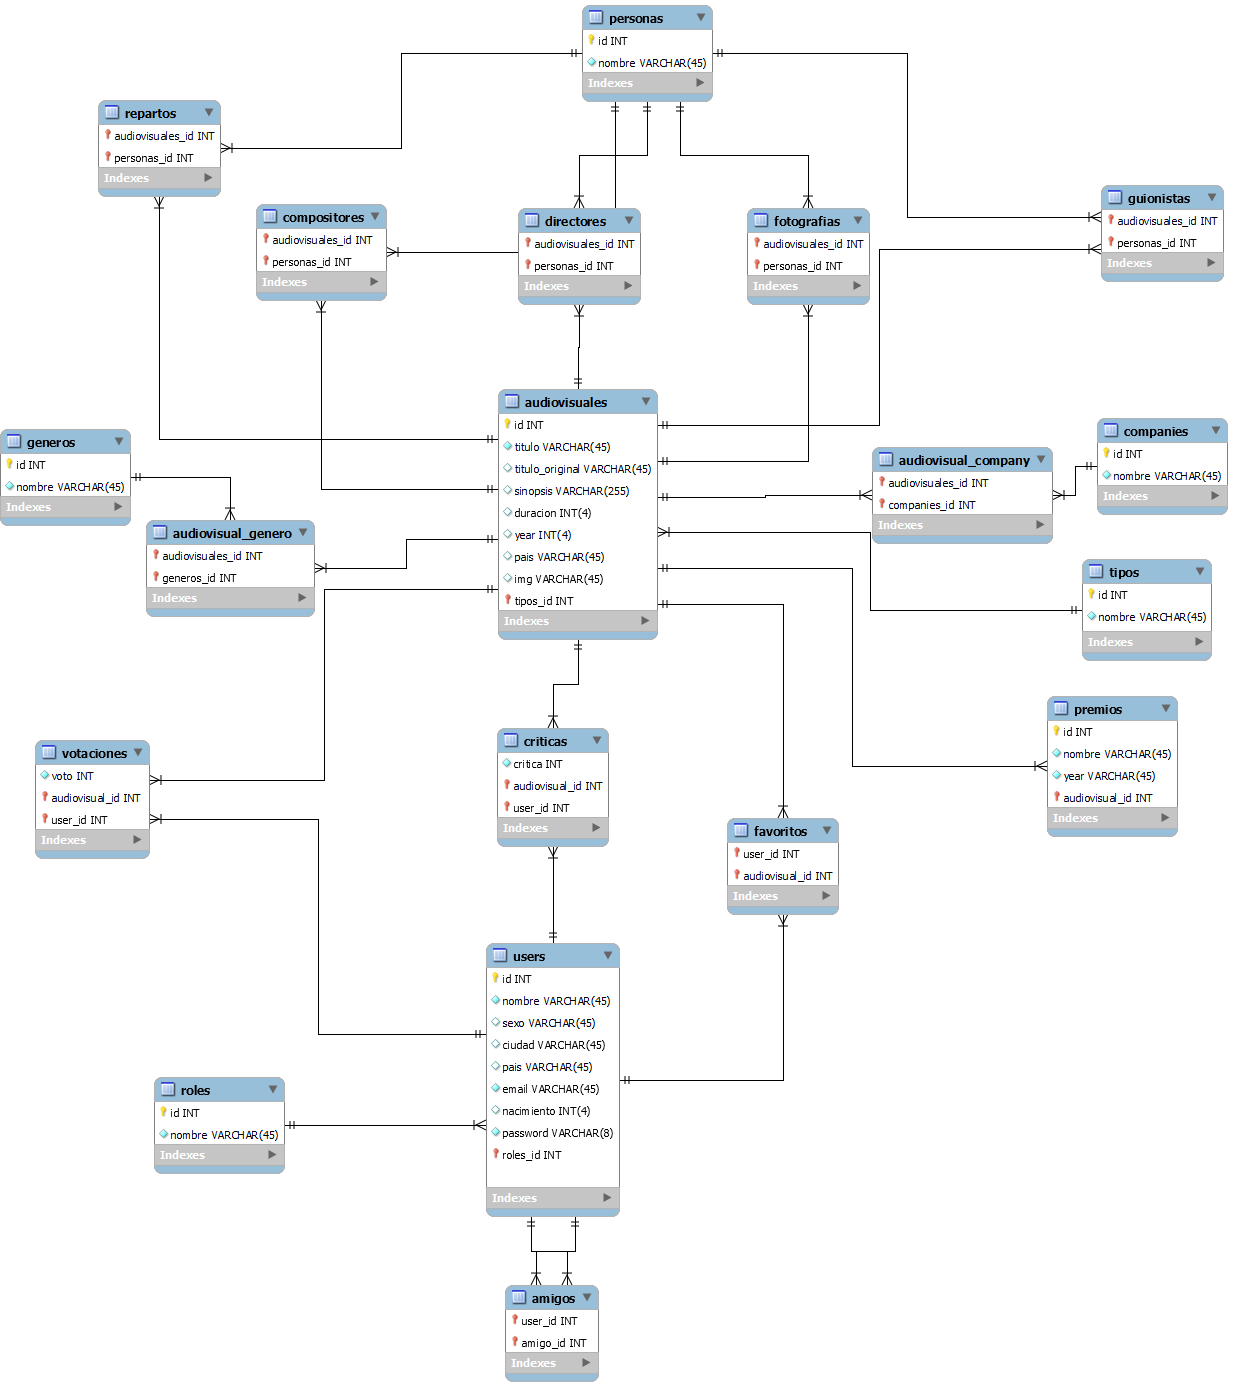 personas
id INT
nombre VARCHAR(45)
Indexes
repartos
audiovisuales_id INT
personas_id INT
Indexes
compositores
audiovisuales_id INT
personas_id INT
Indexes
directores
audiovisuales_id INT
personas_id INT
Indexes
fotografias
audiovisuales_id INT
personas_id INT
Indexes
guionistas
audiovisuales_id INT
personas_id INT
Indexes
audiovisuales
id INT
titulo VARCHAR(45)
titulo_original VARCHAR(45)
sinopsis VARCHAR(255)
duracion INT(4)
year INT(4)
pais VARCHAR(45)
img VARCHAR(45)
tipos_id INT
Indexes
generos
id INT
nombre VARCHAR(45)
Indexes
audiovisual_genero
audiovisuales_id INT
generos_id INT
Indexes
audiovisual_company
audiovisuales_id INT
companies_id INT
Indexes
companies
id INT
nombre VARCHAR(45)
Indexes
tipos
id INT
nombre VARCHAR(45)
Indexes
premios
id INT
nombre VARCHAR(45)
year VARCHAR(45)
audiovisual_id INT
Indexes
votaciones
voto INT
audiovisual_id INT
user_id INT
Indexes
criticas
critica INT
audiovisual_id INT
user_id INT
Indexes
favoritos
user_id INT
audiovisual_id INT
Indexes
users
id INT
nombre VARCHAR(45)
sexo VARCHAR(45)
ciudad VARCHAR(45)
pais VARCHAR(45)
email VARCHAR(45)
nacimiento INT(4)
password VARCHAR(8)
roles_id INT
Indexes
roles
id INT
nombre VARCHAR(45)
Indexes
amigos
user_id INT
amigo_id INT
Indexes